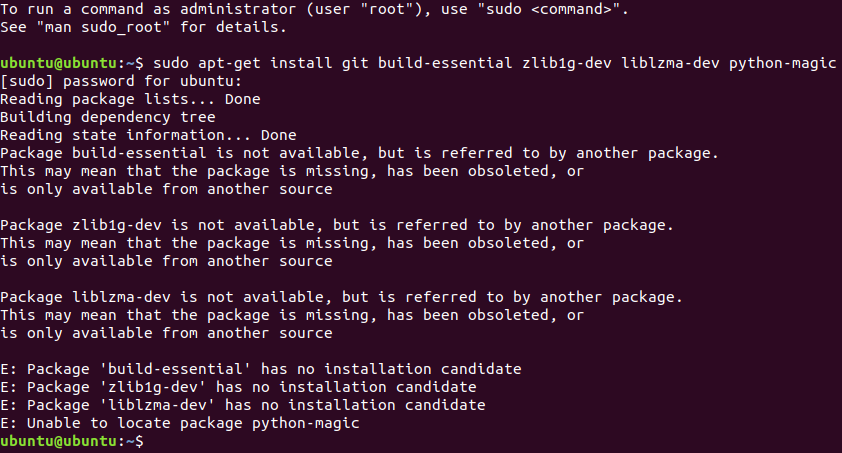 To run a command as administrator (user "root"), use "sudo <command>".
See "man sudo_root" for details.
ubuntu@ubuntu:~$ sudo apt-get install git build-essential zlib1g-dev liblzma-dev python-magic
[sudo] password for ubuntu:
Reading package lists... Done
Building dependency tree
Reading state information... Done
Package build-essential is not available, but is referred to by another package.
This may mean that the package is missing, has been obsoleted, or
is only available from another source
Package zlib1g-dev is not available, but is referred to by another package.
This may mean that the package is missing, has been obsoleted, or
is only available from another source
Package liblzma-dev is not available, but is referred to by another package.
This may mean that the package is missing, has been obsoleted, or
is only available from another source
E: Package 'build-essential' has no installation candidate
E: Package 'zlib1g-dev' has no installation candidate
E: Package 'liblzma-dev' has no installation candidate
E: Unable to locate package python-magic
ubuntu@ubuntu:~$